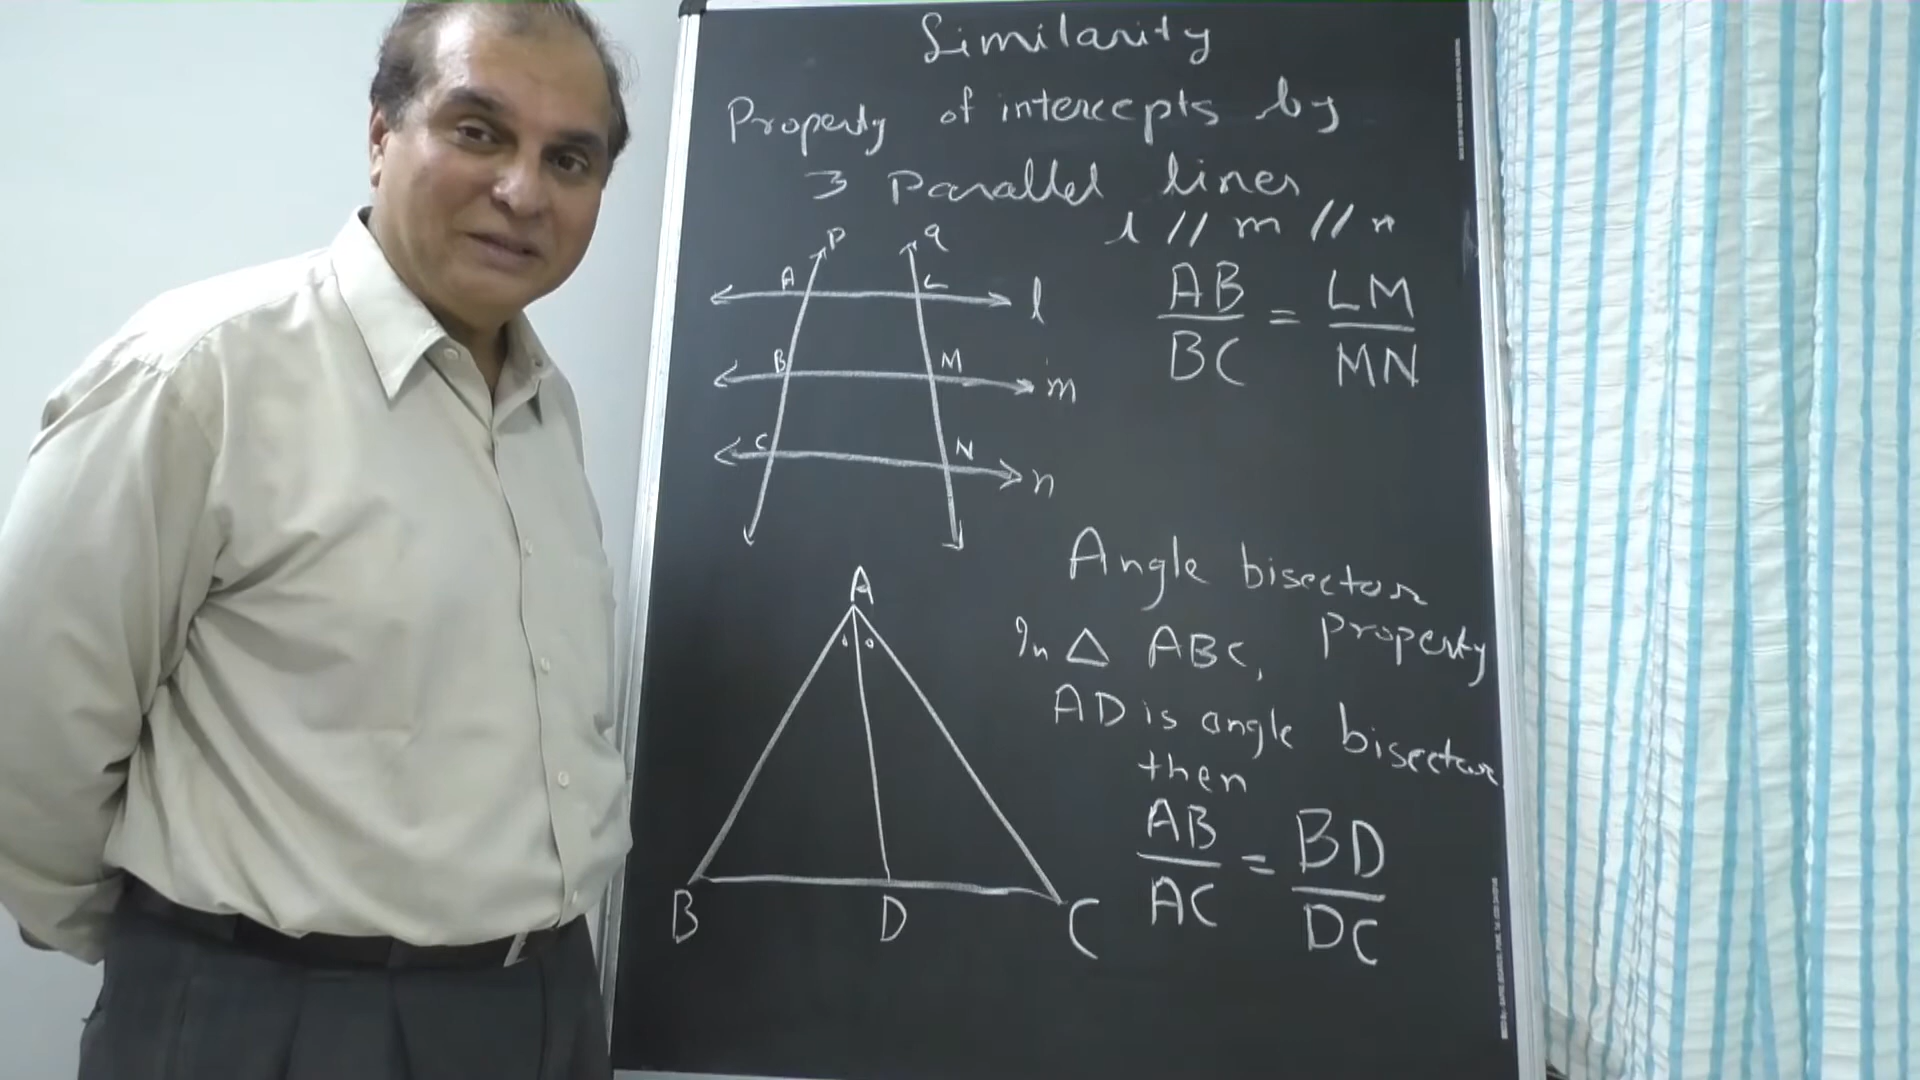 Similarity
Property of intercepts by
3 Parallel lines
l // m // n
P q
A L l
B M m
C N n
AB/BC = LM/MN
Angle bisector
property
In △ ABC,
AD is angle bisector
then
AB/AC = BD/DC
A
B D C